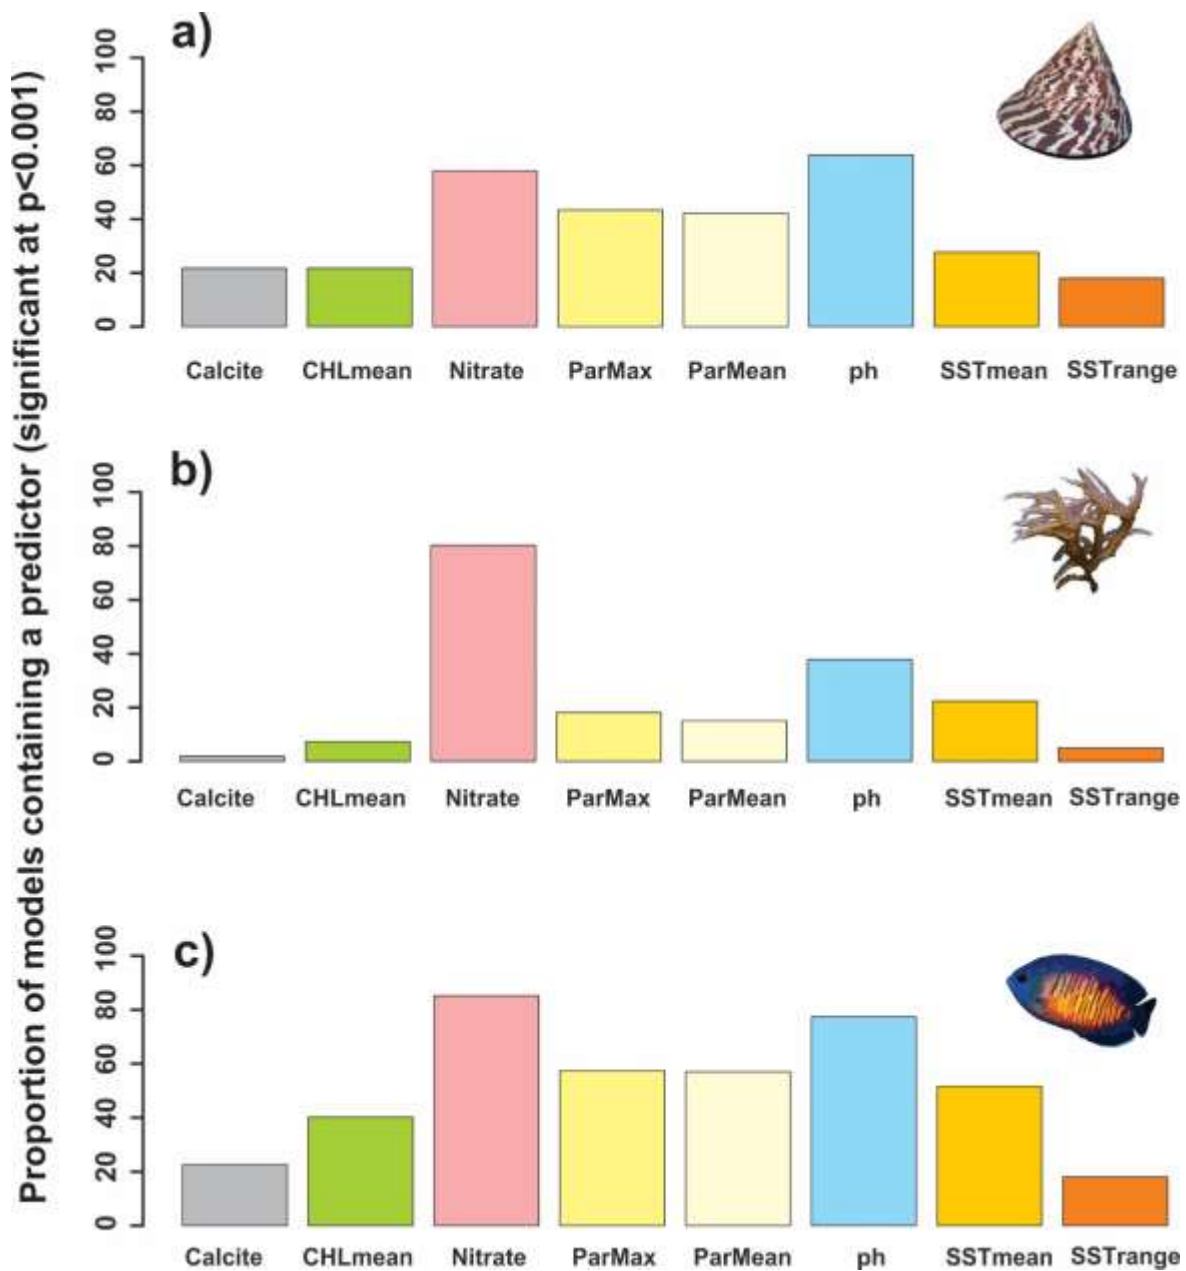 Proportion of models containing a predictor (significant at p<0.001)
a)
100
80
60
40
20
0
Calcite CHLmean Nitrate ParMax ParMean ph SSTmean SSTrange
b)
100
80
60
40
20
0
Calcite CHLmean Nitrate ParMax ParMean ph SSTmean SSTrange
c)
100
80
60
40
20
0
Calcite CHLmean Nitrate ParMax ParMean ph SSTmean SSTrange